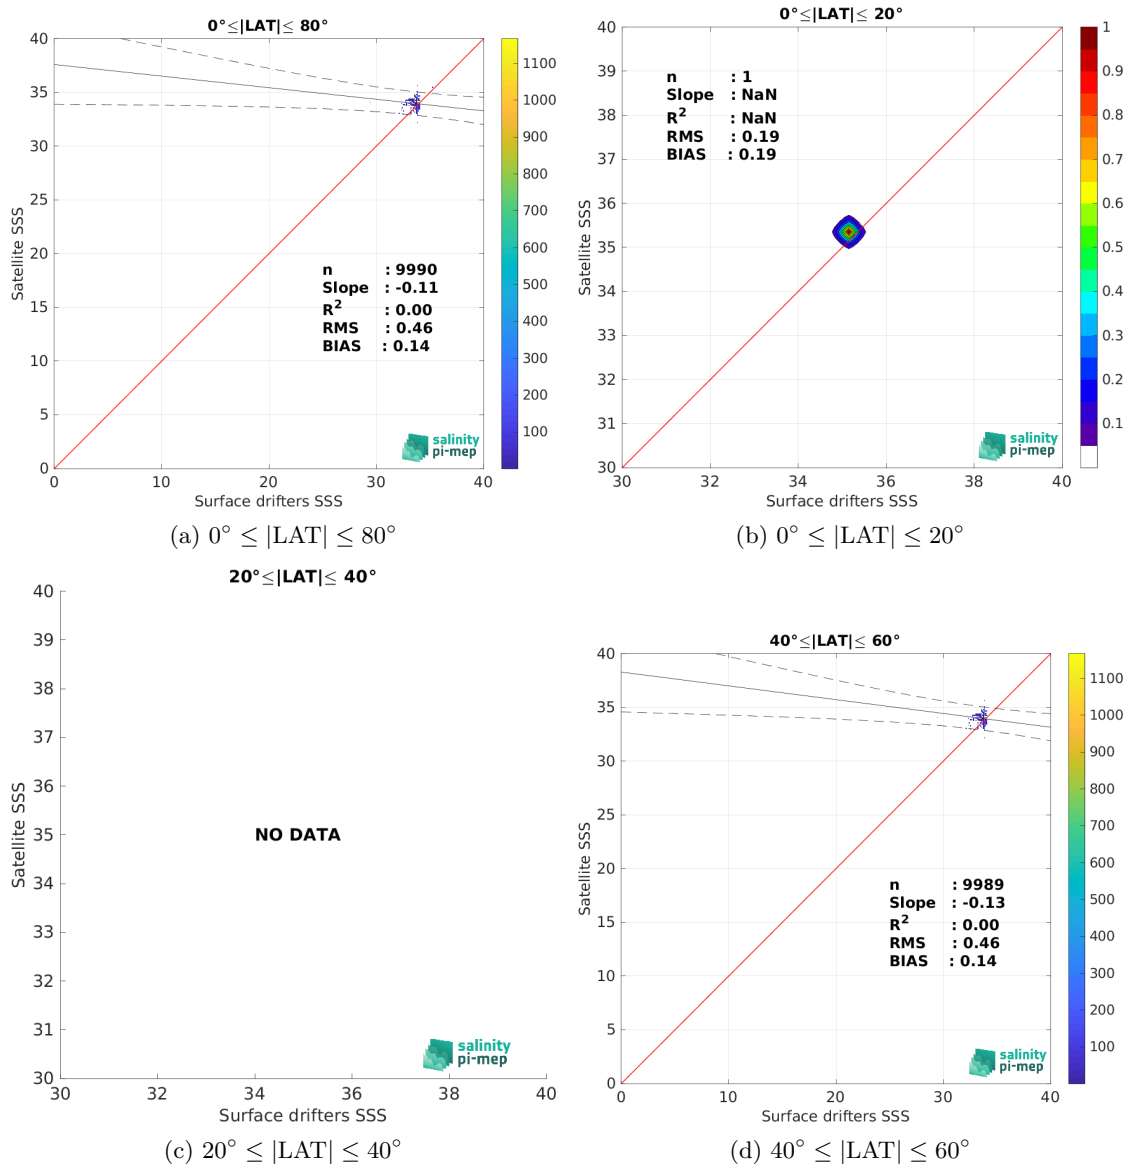 0°≤|LAT|≤ 80°
40
35
30
25
20
15
10
5
0
0
10
20
30
40
Satellite SSS
Surface drifters SSS
n : 9990
Slope : -0.11
R2 : 0.00
RMS : 0.46
BIAS : 0.14
salinity
pi-mep
1100
1000
900
800
700
600
500
400
300
200
100
(a) 0° ≤ |LAT| ≤ 80°
0°≤|LAT|≤ 20°
40
39
38
37
36
35
34
33
32
31
30
30
32
34
36
38
40
Satellite SSS
Surface drifters SSS
n : 1
Slope : NaN
R2 : NaN
RMS : 0.19
BIAS : 0.19
salinity
pi-mep
1
0.9
0.8
0.7
0.6
0.5
0.4
0.3
0.2
0.1
(b) 0° ≤ |LAT| ≤ 20°
20°≤|LAT|≤ 40°
40
39
38
37
36
35
34
33
32
31
30
30
32
34
36
38
40
Satellite SSS
Surface drifters SSS
NO DATA
salinity
pi-mep
(c) 20° ≤ |LAT| ≤ 40°
40°≤|LAT|≤ 60°
40
35
30
25
20
15
10
5
0
0
10
20
30
40
Satellite SSS
Surface drifters SSS
n : 9989
Slope : -0.13
R2 : 0.00
RMS : 0.46
BIAS : 0.14
salinity
pi-mep
1100
1000
900
800
700
600
500
400
300
200
100
(d) 40° ≤ |LAT| ≤ 60°